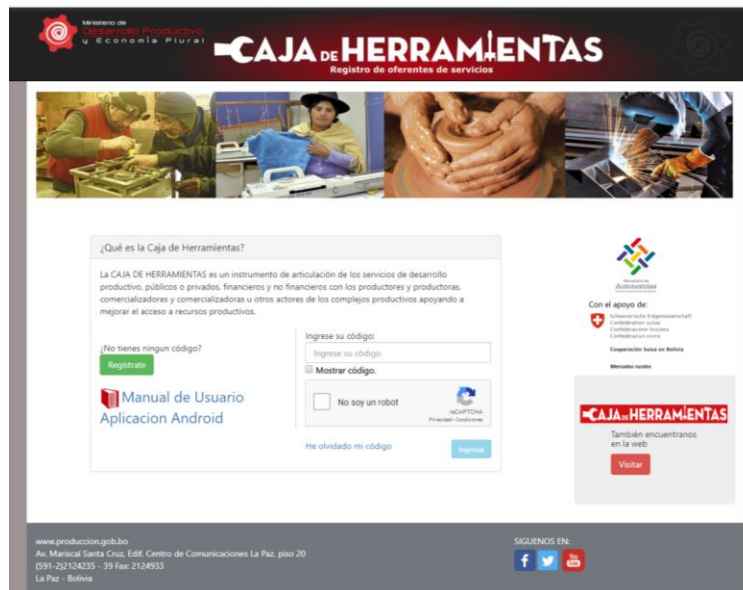 Ministerio de
Desarrollo Productivo
y Economía Plural
CAJA DE HERRAMIENTAS
Registro de oferentes de servicios
¿Qué es la Caja de Herramientas?
La CAJA DE HERRAMIENTAS es un instrumento de articulación de los servicios de desarrollo
productivo, públicos o privados, financieros y no financieros con los productores y productoras,
comercializadores y comercializadoras u otros actores de los complejos productivos apoyando a
mejorar el acceso a recursos productivos.
¿No tienes ningun código?
Regístrate
Manual de Usuario
Aplicacion Android
Ingrese su código:
Ingrese su código
Mostrar código.
No soy un robot
reCAPTCHA
Privacidad - Condiciones
He olvidado mi código
Ingresar
Ministerio de
Autonomías
Con el apoyo de:
Schweizerische Eidgenossenschaft
Confédération suisse
Confederazione Svizzera
Confederaziun svizra
Cooperación Suiza en Bolivia
Mercados rurales
CAJA DE HERRAMIENTAS
También encuentranos
en la web
Visitar
www.produccion.gob.bo
Av. Mariscal Santa Cruz, Edif. Centro de Comunicaciones La Paz, piso 20
(591-2)2124235 - 39 Fax: 2124933
La Paz - Bolivia
SIGUENOS EN:
You
Tube